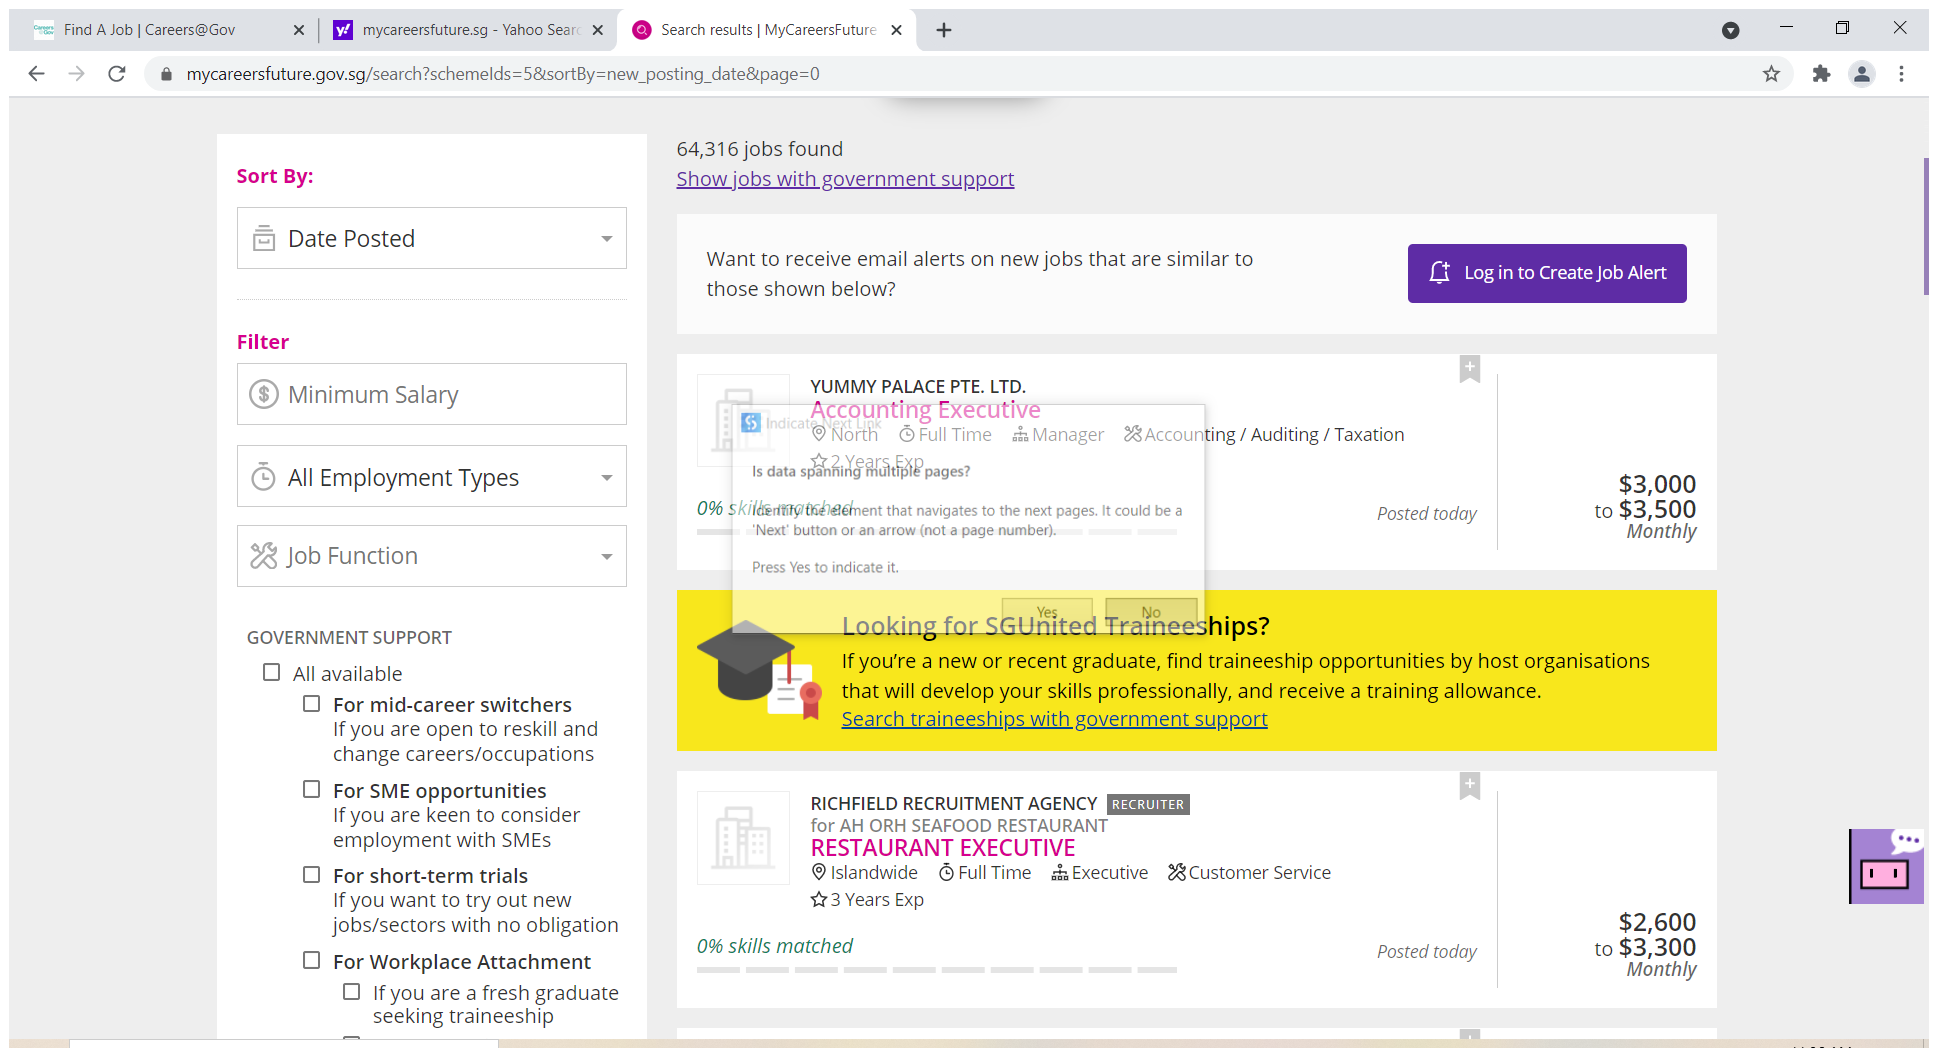 Find A Job | Careers@Gov
mycareersfuture.sg - Yahoo Searc
Search results | MyCareersFuture
mycareersfuture.gov.sg/search?schemeIds=5&sortBy=new_posting_date&page=0
Sort By:
Date Posted
Filter
Minimum Salary
All Employment Types
Job Function
GOVERNMENT SUPPORT
All available
For mid-career switchers
If you are open to reskill and
change careers/occupations
For SME opportunities
If you are keen to consider
employment with SMEs
For short-term trials
If you want to try out new
jobs/sectors with no obligation
For Workplace Attachment
If you are a fresh graduate
seeking traineeship
64,316 jobs found
Show jobs with government support
Want to receive email alerts on new jobs that are similar to
those shown below?
Log in to Create Job Alert
YUMMY PALACE PTE. LTD.
Accounting Executive
North Full Time Manager Accounting / Auditing / Taxation
2 Years Exp
0% skills matched
Posted today
$3,000
to $3,500
Monthly
Indicate Next Link
Is data spanning multiple pages?
Identify the element that navigates to the next pages. It could be a
'Next' button or an arrow (not a page number).
Press Yes to indicate it.
Yes No
Looking for SGUnited Traineeships?
If you're a new or recent graduate, find traineeship opportunities by host organisations
that will develop your skills professionally, and receive a training allowance.
Search traineeships with government support
RICHFIELD RECRUITMENT AGENCY RECRUITER
for AH ORH SEAFOOD RESTAURANT
RESTAURANT EXECUTIVE
Islandwide Full Time Executive Customer Service
3 Years Exp
0% skills matched
Posted today
$2,600
to $3,300
Monthly